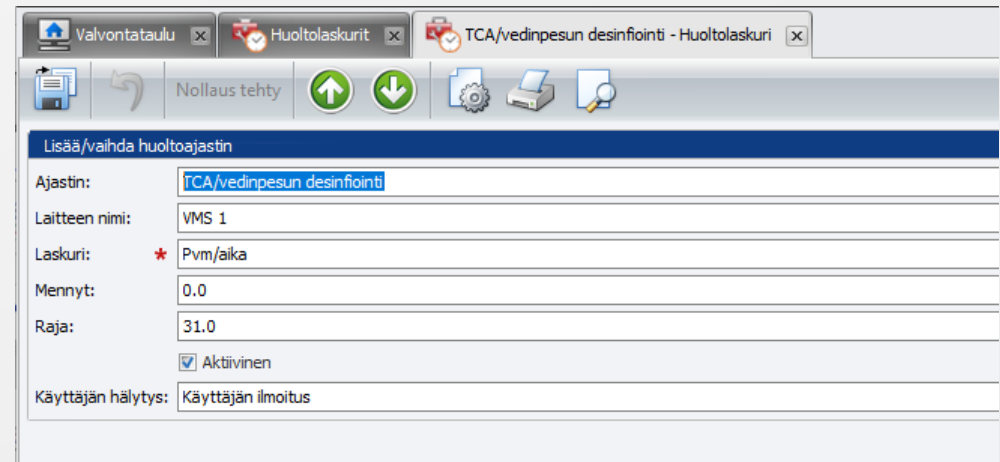 Valvontataulu Huoltolaskurit TCA/vedinpesun desinfiointi - Huoltolaskuri
Nollaus tehty
Lisää/vaihda huoltoajastin
Ajastin: TCA/vedinpesun desinfiointi
Laitteen nimi: VMS 1
Laskuri: * Pvm/aika
Mennyt: 0.0
Raja: 31.0
Aktiivinen
Käyttäjän hälytys: Käyttäjän ilmoitus